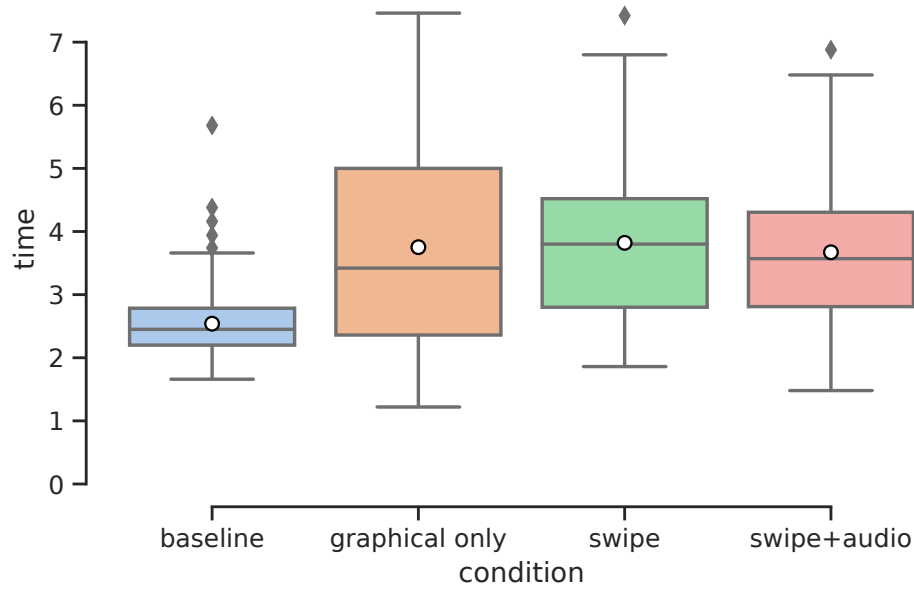 7
6
5
4
3
2
1
0
time
baseline
graphical only
swipe
swipe+audio
condition